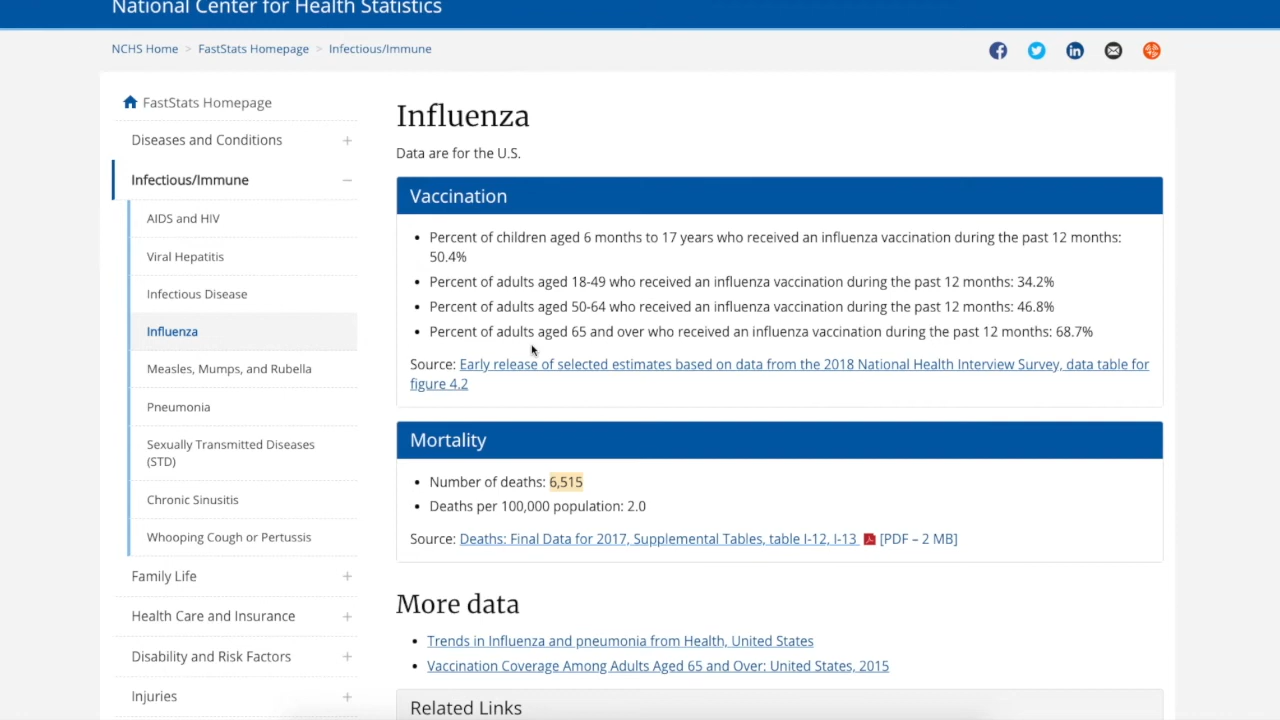 National Center for Health Statistics
NCHS Home > FastStats Homepage > Infectious/Immune
FastStats Homepage
Diseases and Conditions +
Infectious/Immune −
AIDS and HIV
Viral Hepatitis
Infectious Disease
Influenza
Measles, Mumps, and Rubella
Pneumonia
Sexually Transmitted Diseases
(STD)
Chronic Sinusitis
Whooping Cough or Pertussis
Family Life +
Health Care and Insurance +
Disability and Risk Factors +
Injuries +
Influenza
Data are for the U.S.
Vaccination
• Percent of children aged 6 months to 17 years who received an influenza vaccination during the past 12 months:
50.4%
• Percent of adults aged 18-49 who received an influenza vaccination during the past 12 months: 34.2%
• Percent of adults aged 50-64 who received an influenza vaccination during the past 12 months: 46.8%
• Percent of adults aged 65 and over who received an influenza vaccination during the past 12 months: 68.7%
Source: Early release of selected estimates based on data from the 2018 National Health Interview Survey, data table for
figure 4.2
Mortality
• Number of deaths: 6,515
• Deaths per 100,000 population: 2.0
Source: Deaths: Final Data for 2017, Supplemental Tables, table I-12, I-13 [PDF – 2 MB]
More data
• Trends in Influenza and pneumonia from Health, United States
• Vaccination Coverage Among Adults Aged 65 and Over: United States, 2015
Related Links